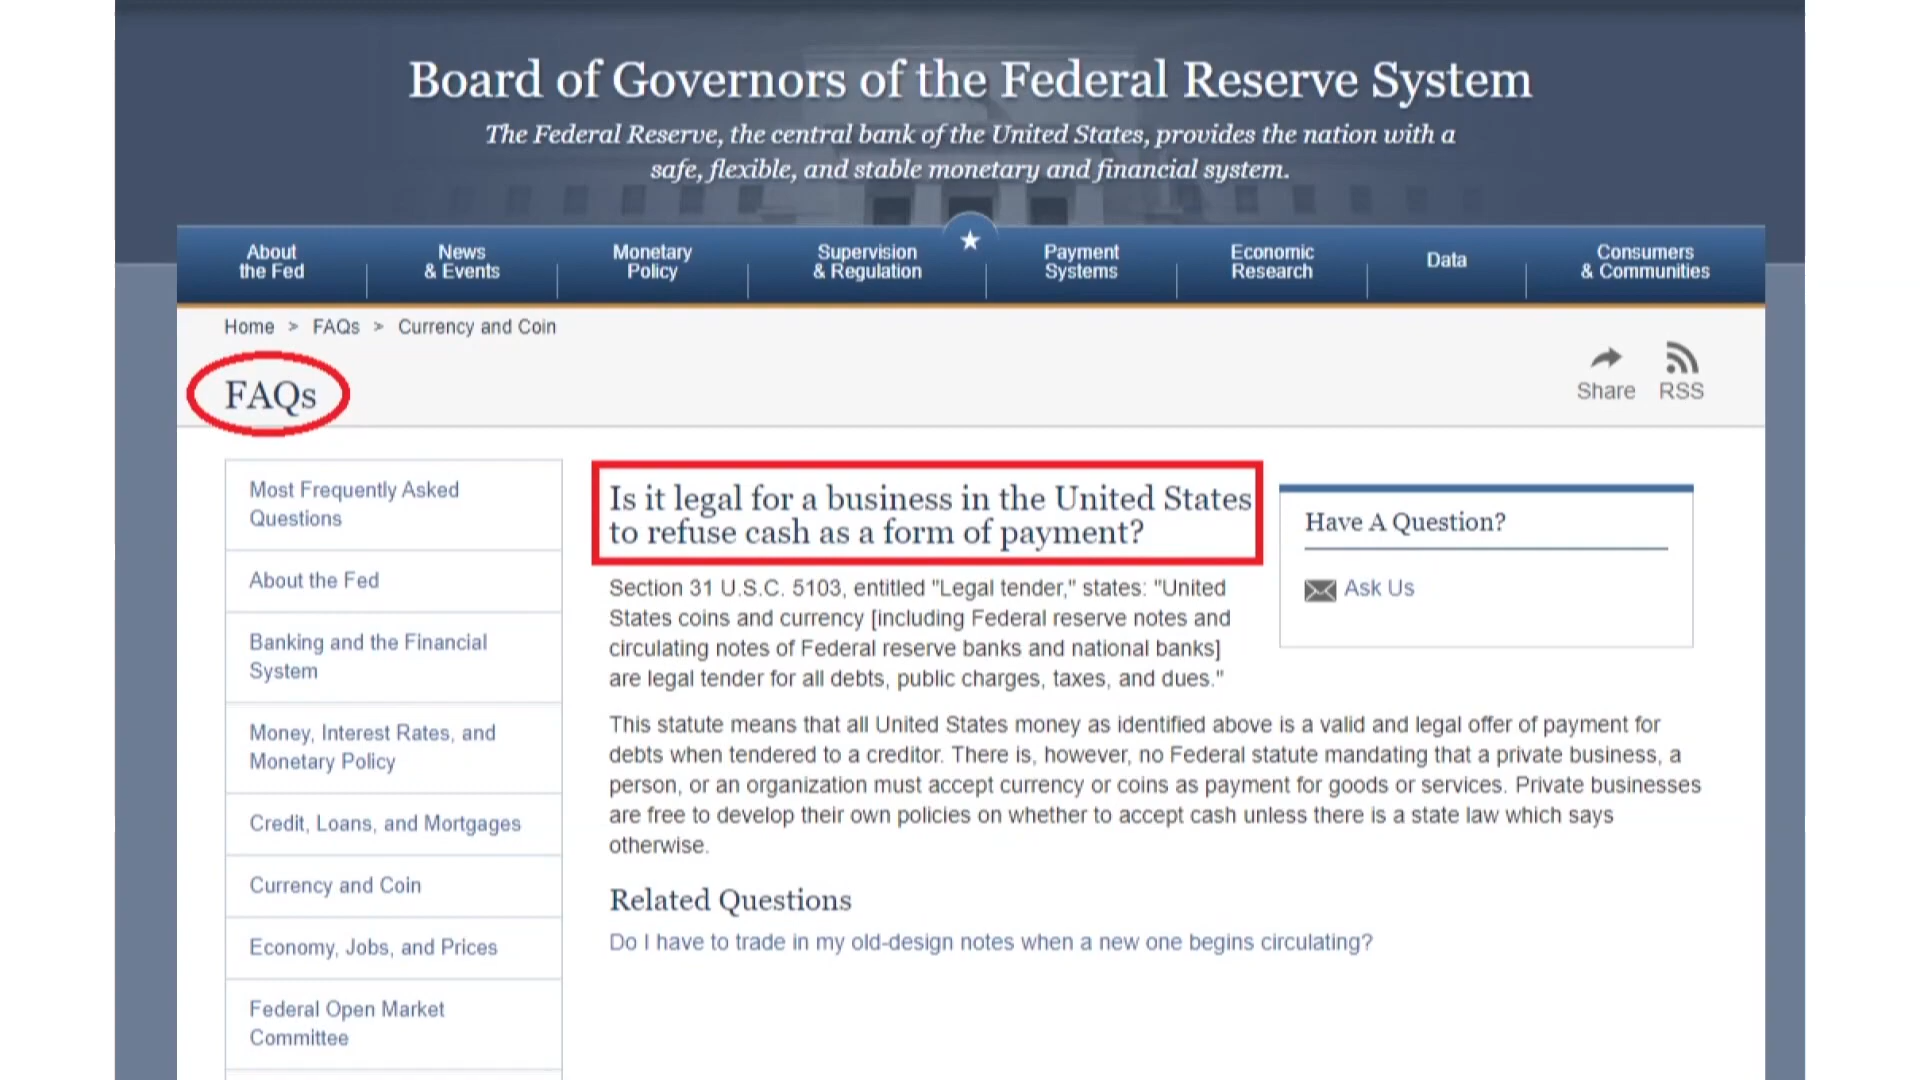 Board of Governors of the Federal Reserve System
The Federal Reserve, the central bank of the United States, provides the nation with a
safe, flexible, and stable monetary and financial system.
About
the Fed
News
& Events
Monetary
Policy
Supervision
& Regulation
Payment
Systems
Economic
Research
Data
Consumers
& Communities
Home > FAQs > Currency and Coin
FAQs
Share
RSS
Most Frequently Asked
Questions
About the Fed
Banking and the Financial
System
Money, Interest Rates, and
Monetary Policy
Credit, Loans, and Mortgages
Currency and Coin
Economy, Jobs, and Prices
Federal Open Market
Committee
Is it legal for a business in the United States
to refuse cash as a form of payment?
Section 31 U.S.C. 5103, entitled "Legal tender," states: "United
States coins and currency [including Federal reserve notes and
circulating notes of Federal reserve banks and national banks]
are legal tender for all debts, public charges, taxes, and dues."
This statute means that all United States money as identified above is a valid and legal offer of payment for
debts when tendered to a creditor. There is, however, no Federal statute mandating that a private business, a
person, or an organization must accept currency or coins as payment for goods or services. Private businesses
are free to develop their own policies on whether to accept cash unless there is a state law which says
otherwise.
Related Questions
Do I have to trade in my old-design notes when a new one begins circulating?
Have A Question?
Ask Us